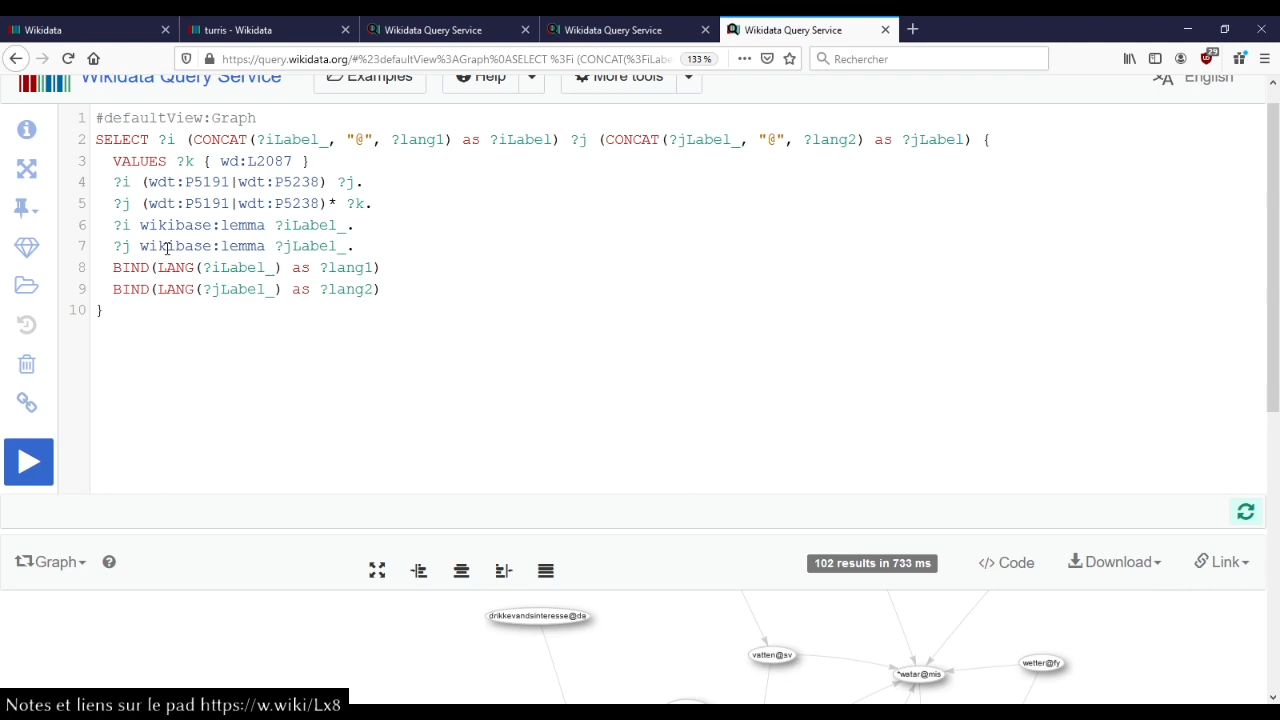 Wikidata
turris - Wikidata
Wikidata Query Service
Wikidata Query Service
Wikidata Query Service
https://query.wikidata.org/#%23defaultView%3AGraph%0ASELECT %3Fi (CONCAT(%3FiLabe
133 %
Rechercher
29
Wikidata Query Service
Examples
Help
More tools
English
1 #defaultView:Graph
2 SELECT ?i (CONCAT(?iLabel_, "@", ?lang1) as ?iLabel) ?j (CONCAT(?jLabel_, "@", ?lang2) as ?jLabel) {
3 VALUES ?k { wd:L2087 }
4 ?i (wdt:P5191|wdt:P5238) ?j.
5 ?j (wdt:P5191|wdt:P5238)* ?k.
6 ?i wikibase:lemma ?iLabel_.
7 ?j wikibase:lemma ?jLabel_.
8 BIND(LANG(?iLabel_) as ?lang1)
9 BIND(LANG(?jLabel_) as ?lang2)
10 }
Graph
102 results in 733 ms
</> Code
Download
Link
drikkevandsinteresse@da
vatten@sv
wetter@fy
*watar@mis
Notes et liens sur le pad https://w.wiki/Lx8